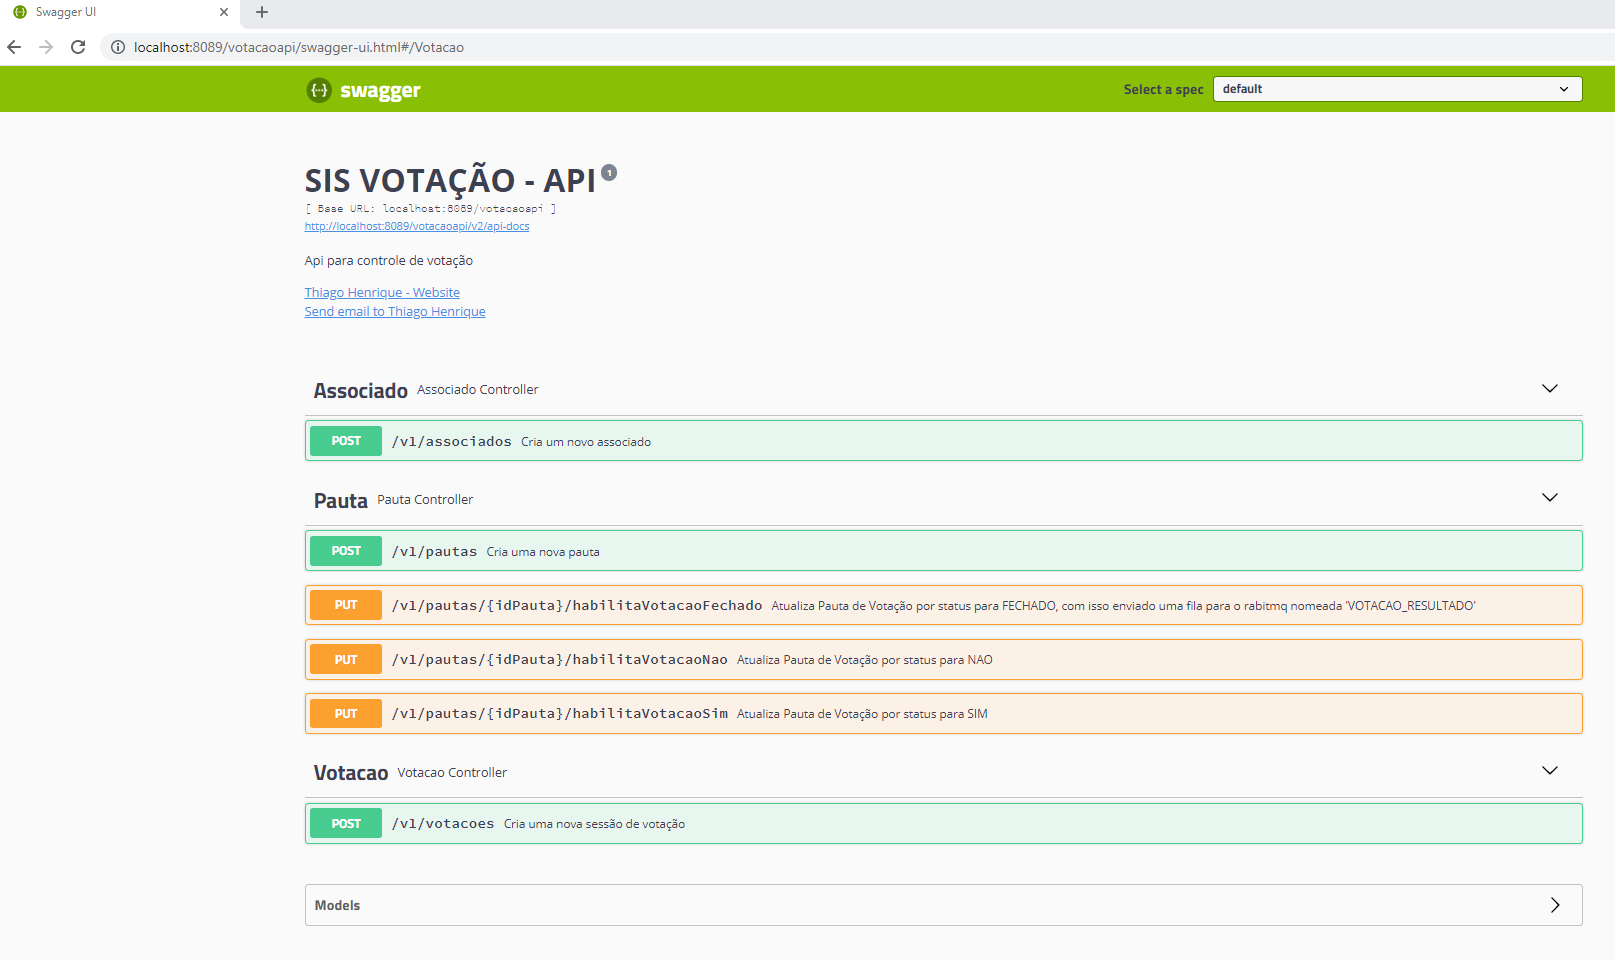 Swagger UI
localhost:8089/votacaoapi/swagger-ui.html#/Votacao
{...} swagger
Select a spec
default
SIS VOTAÇÃO - API 1
[ Base URL: localhost:8089/votacaoapi ]
http://localhost:8089/votacaoapi/v2/api-docs
Api para controle de votação
Thiago Henrique - Website
Send email to Thiago Henrique
Associado Associado Controller
POST /v1/associados Cria um novo associado
Pauta Pauta Controller
POST /v1/pautas Cria uma nova pauta
PUT /v1/pautas/{idPauta}/habilitaVotacaoFechado Atualiza Pauta de Votação por status para FECHADO, com isso enviado uma fila para o rabitmq nomeada 'VOTACAO_RESULTADO'
PUT /v1/pautas/{idPauta}/habilitaVotacaoNao Atualiza Pauta de Votação por status para NAO
PUT /v1/pautas/{idPauta}/habilitaVotacaoSim Atualiza Pauta de Votação por status para SIM
Votacao Votacao Controller
POST /v1/votacoes Cria uma nova sessão de votação
Models